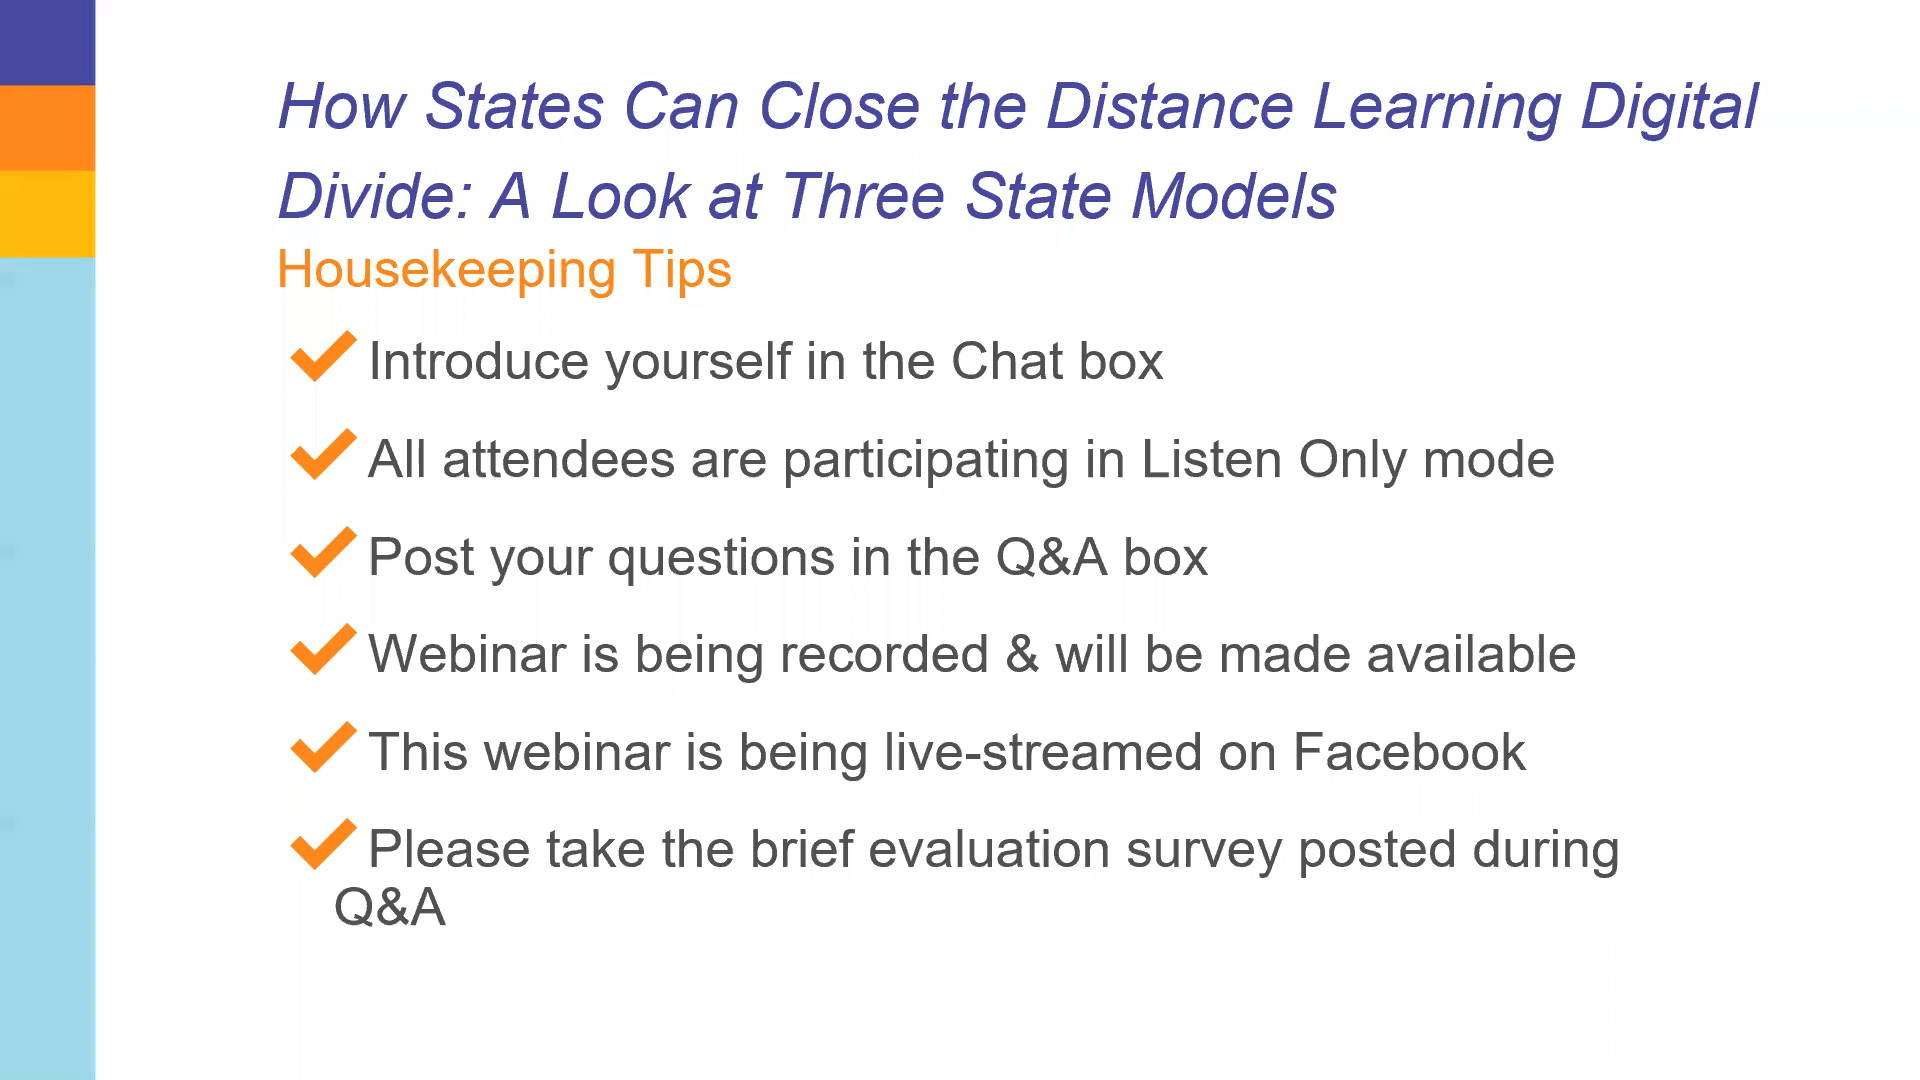 How States Can Close the Distance Learning Digital
Divide: A Look at Three State Models
Housekeeping Tips
Introduce yourself in the Chat box
All attendees are participating in Listen Only mode
Post your questions in the Q&A box
Webinar is being recorded & will be made available
This webinar is being live-streamed on Facebook
Please take the brief evaluation survey posted during
Q&A